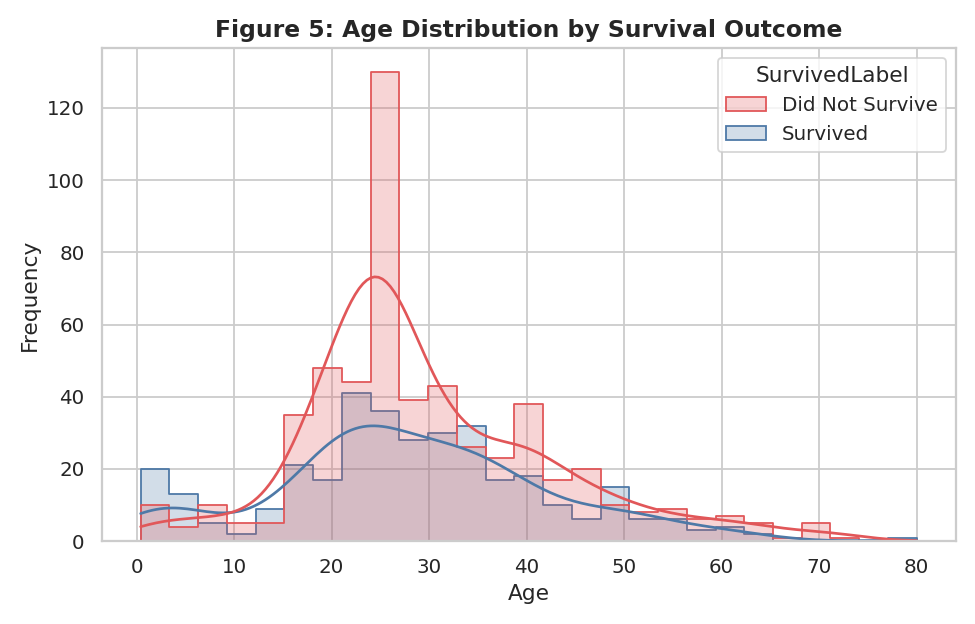 Figure 5: Age Distribution by Survival Outcome
SurvivedLabel
Did Not Survive
Survived
Frequency
120
100
80
60
40
20
0
0 10 20 30 40 50 60 70 80
Age